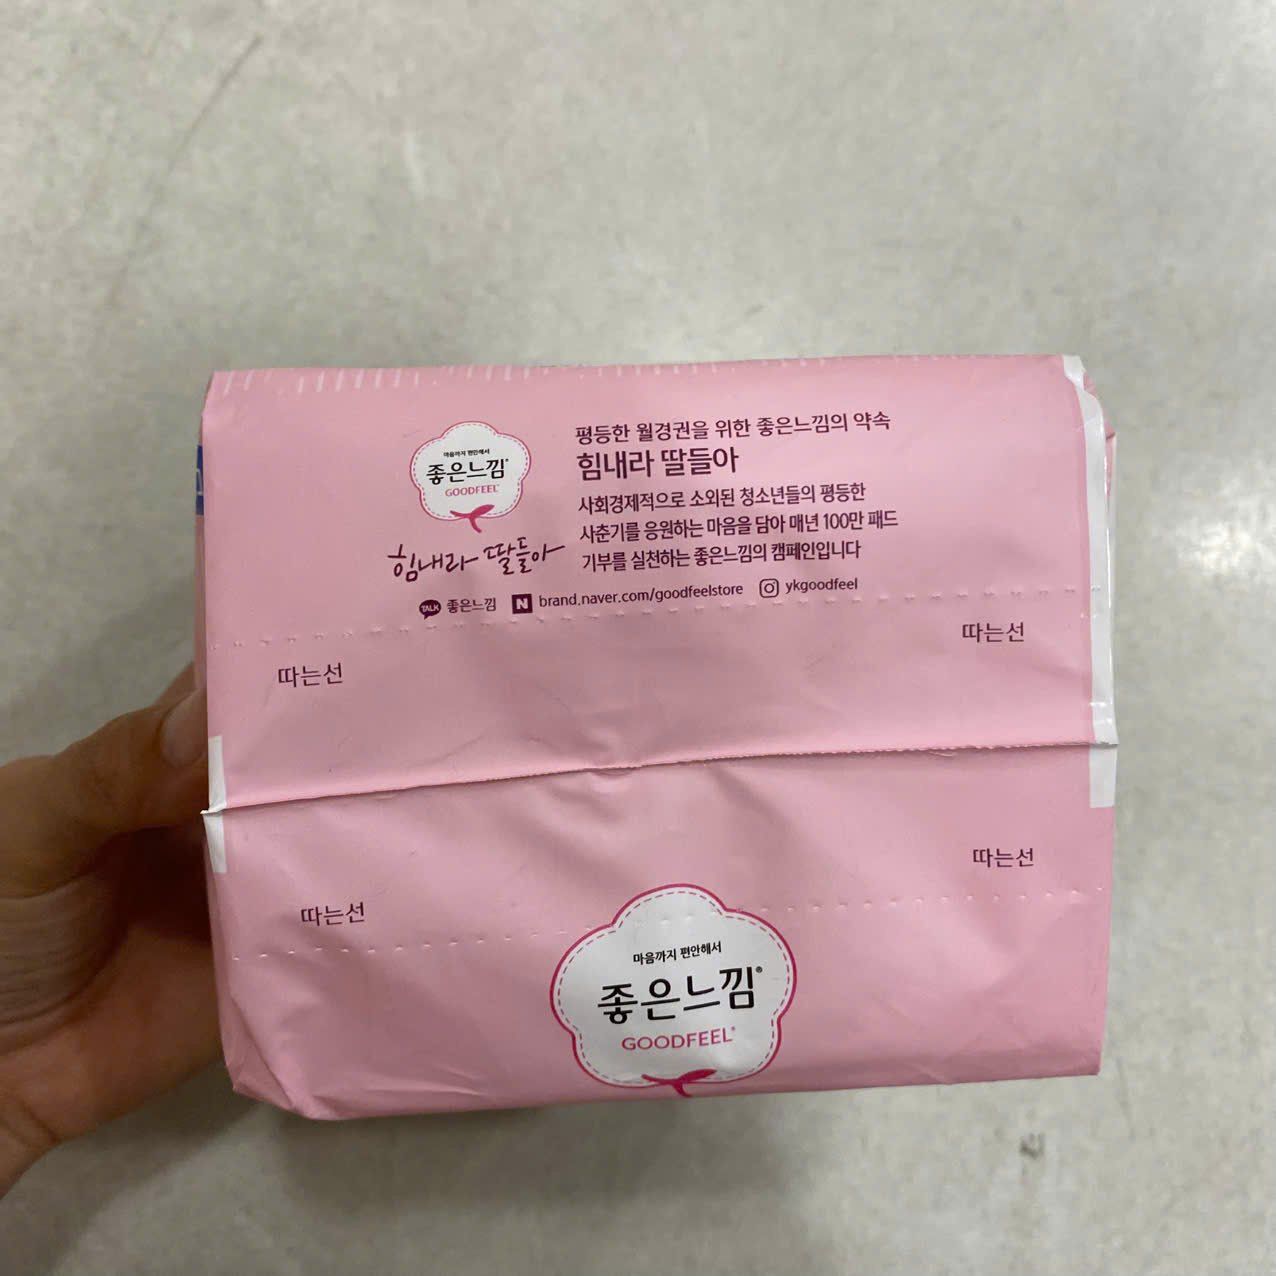 마음까지 편안해서
좋은느낌®
GOODFEEL®
힘내라 딸들아
평등한 월경권을 위한 좋은느낌의 약속
힘내라 딸들아
사회경제적으로 소외된 청소년들의 평등한
사춘기를 응원하는 마음을 담아 매년 100만 패드
기부를 실천하는 좋은느낌의 캠페인입니다
TALK 좋은느낌 N brand.naver.com/goodfeelstore ykgoodfeel
따는선
따는선
따는선
따는선
마음까지 편안해서
좋은느낌®
GOODFEEL®